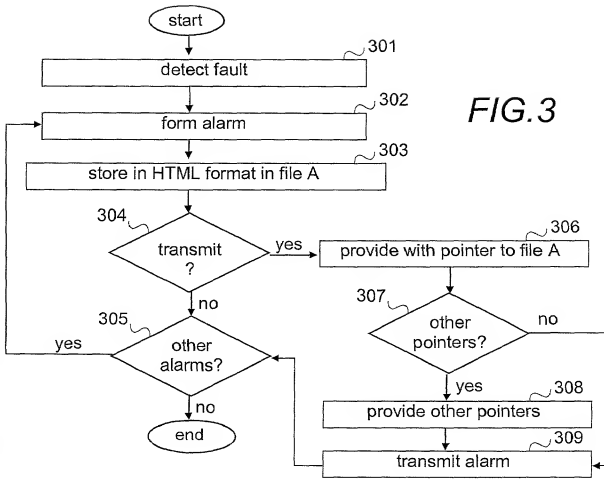 start
301
detect fault
302
form alarm
FIG.3
303
store in HTML format in file A
304
transmit
?
yes
306
provide with pointer to file A
no
307
other
pointers?
no
305
yes
other
alarms?
yes
308
provide other pointers
no
309
end
transmit alarm